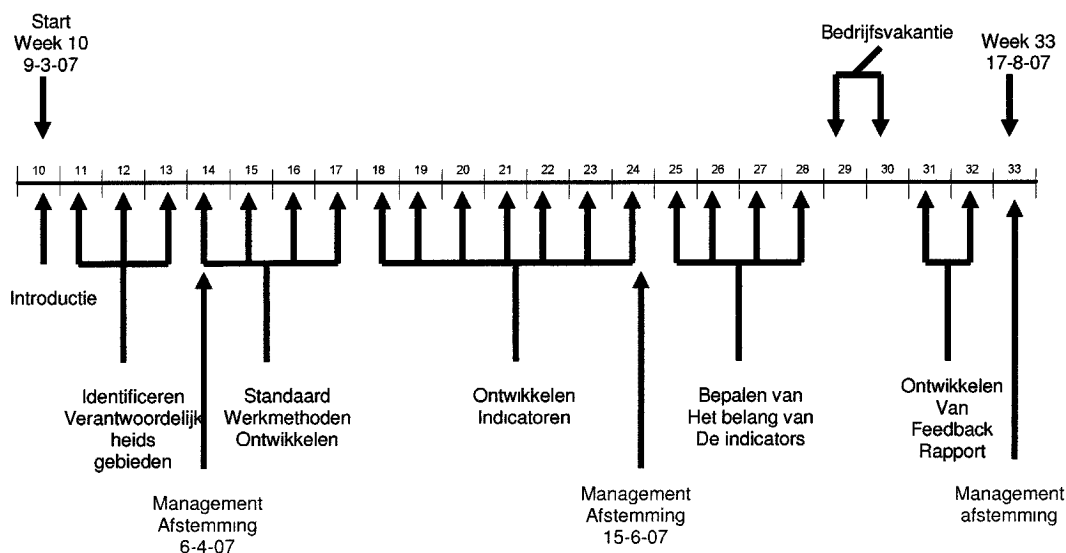 Start
Week 10
9-3-07
Bedrijfsvakantie
Week 33
17-8-07
10 11 12 13 14 15 16 17 18 19 20 21 22 23 24 25 26 27 28 29 30 31 32 33
Introductie
Identificeren
Verantwoordelijk
heids
gebieden
Standaard
Werkmethoden
Ontwikkelen
Ontwikkelen
Indicatoren
Bepalen van
Het belang van
De indicators
Ontwikkelen
Van
Feedback
Rapport
Management
Afstemming
6-4-07
Management
Afstemming
15-6-07
Management
afstemming